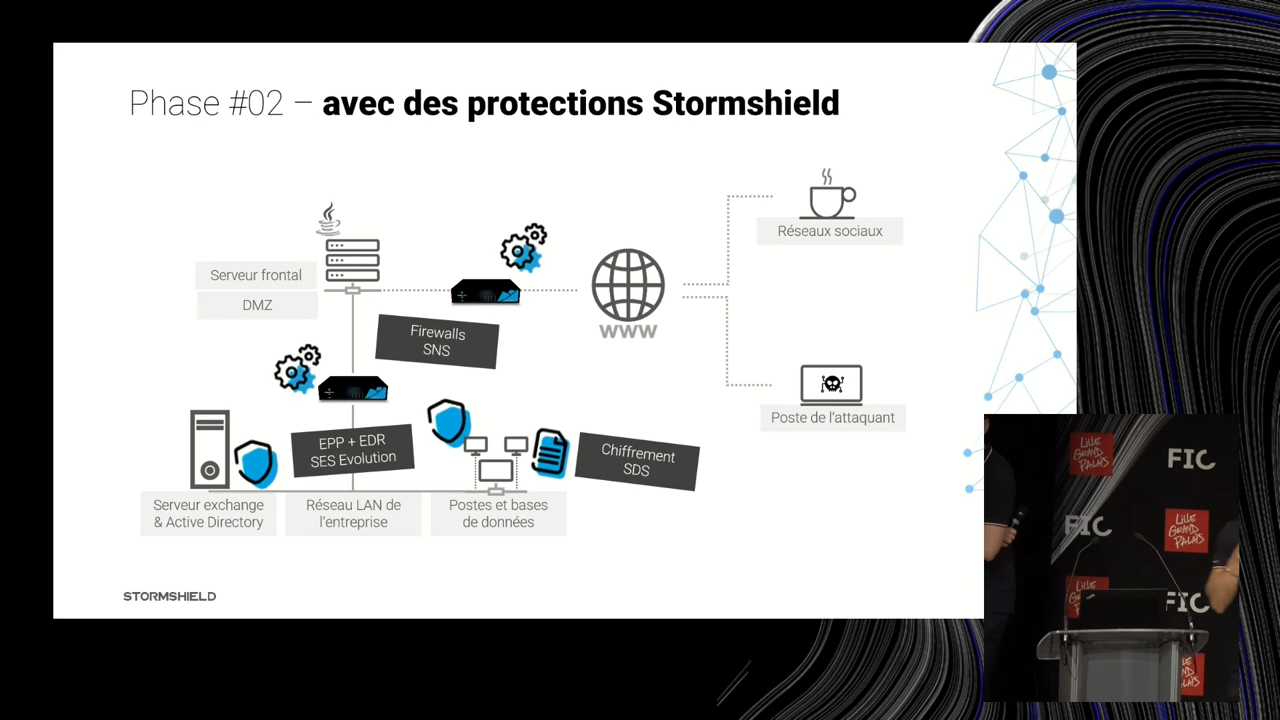 Phase #02 – avec des protections Stormshield
Réseaux sociaux
Serveur frontal
DMZ
WWW
Firewalls
SNS
Poste de l'attaquant
EPP + EDR
SES Evolution
Chiffrement
SDS
Serveur exchange
& Active Directory
Réseau LAN de
l'entreprise
Postes et bases
de données
STORMSHIELD
LILLE
GRAND
PALAIS
FIC
FIC
LILLE
GRAND
PALAIS
FIC